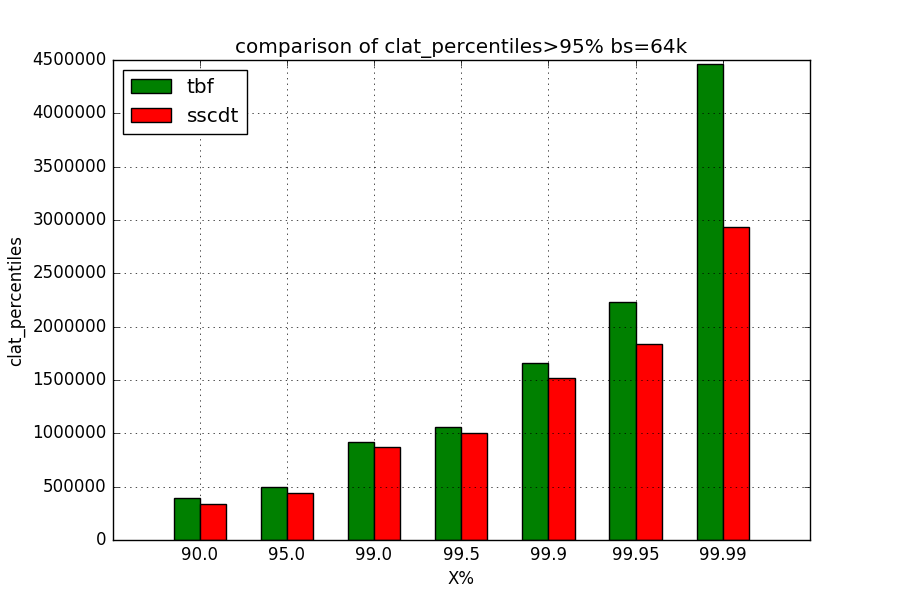 comparison of clat_percentiles>95% bs=64k
tbf
sscdt
4500000
4000000
3500000
3000000
2500000
2000000
1500000
1000000
500000
0
clat_percentiles
90.0 95.0 99.0 99.5 99.9 99.95 99.99
X%